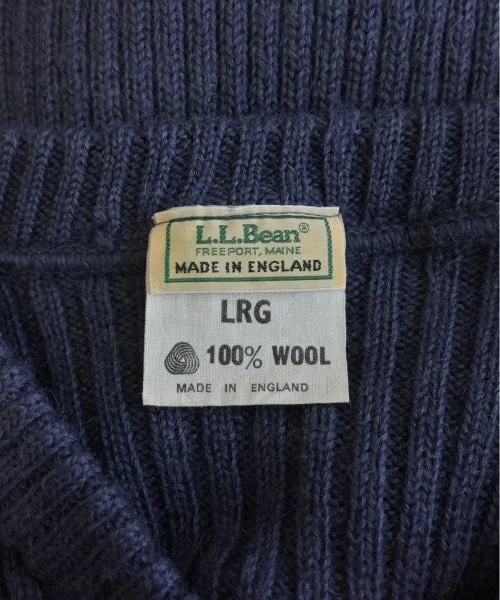 L.L.Bean®
FREEPORT, MAINE
MADE IN ENGLAND
LRG
100% WOOL
MADE IN ENGLAND